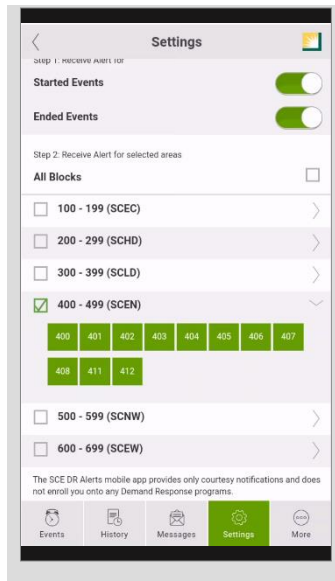 Settings
Step 1: Receive Alert for
Started Events
Ended Events
Step 2: Receive Alert for selected areas
All Blocks
100 - 199 (SCEC)
200 - 299 (SCHD)
300 - 399 (SCLD)
400 - 499 (SCEN)
400 401 402 403 404 405 406 407
408 411 412
500 - 599 (SCNW)
600 - 699 (SCEW)
The SCE DR Alerts mobile app provides only courtesy notifications and does
not enroll you onto any Demand Response programs.
Events History Messages Settings More